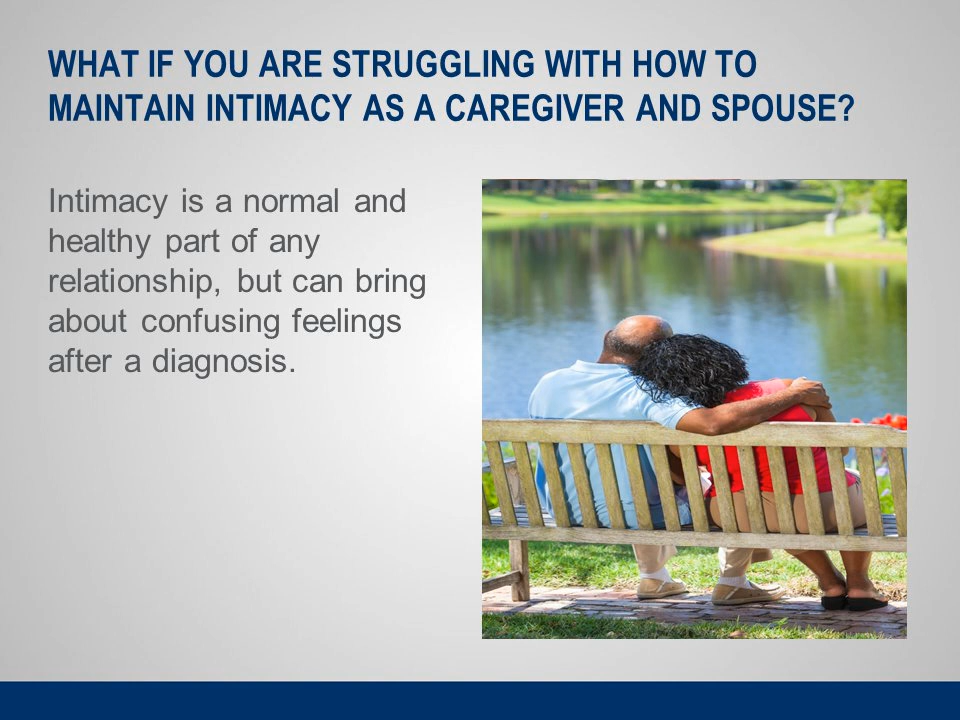 WHAT IF YOU ARE STRUGGLING WITH HOW TO
MAINTAIN INTIMACY AS A CAREGIVER AND SPOUSE?
Intimacy is a normal and
healthy part of any
relationship, but can bring
about confusing feelings
after a diagnosis.